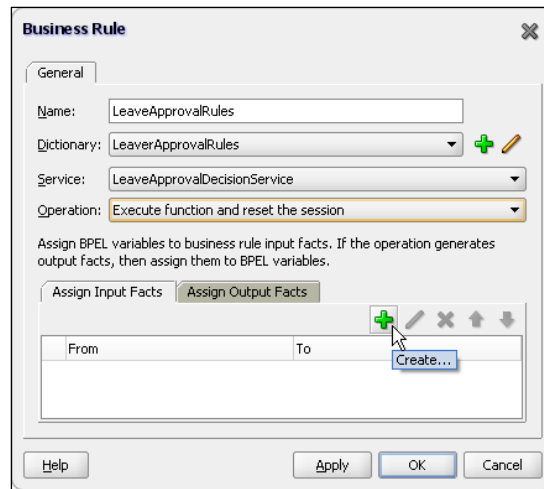 Business Rule
General
Name: LeaveApprovalRules
Dictionary: LeaverApprovalRules
Service: LeaveApprovalDecisionService
Operation: Execute function and reset the session
Assign BPEL variables to business rule input facts. If the operation generates
output facts, then assign them to BPEL variables.
Assign Input Facts Assign Output Facts
From To
Create...
Help Apply OK Cancel